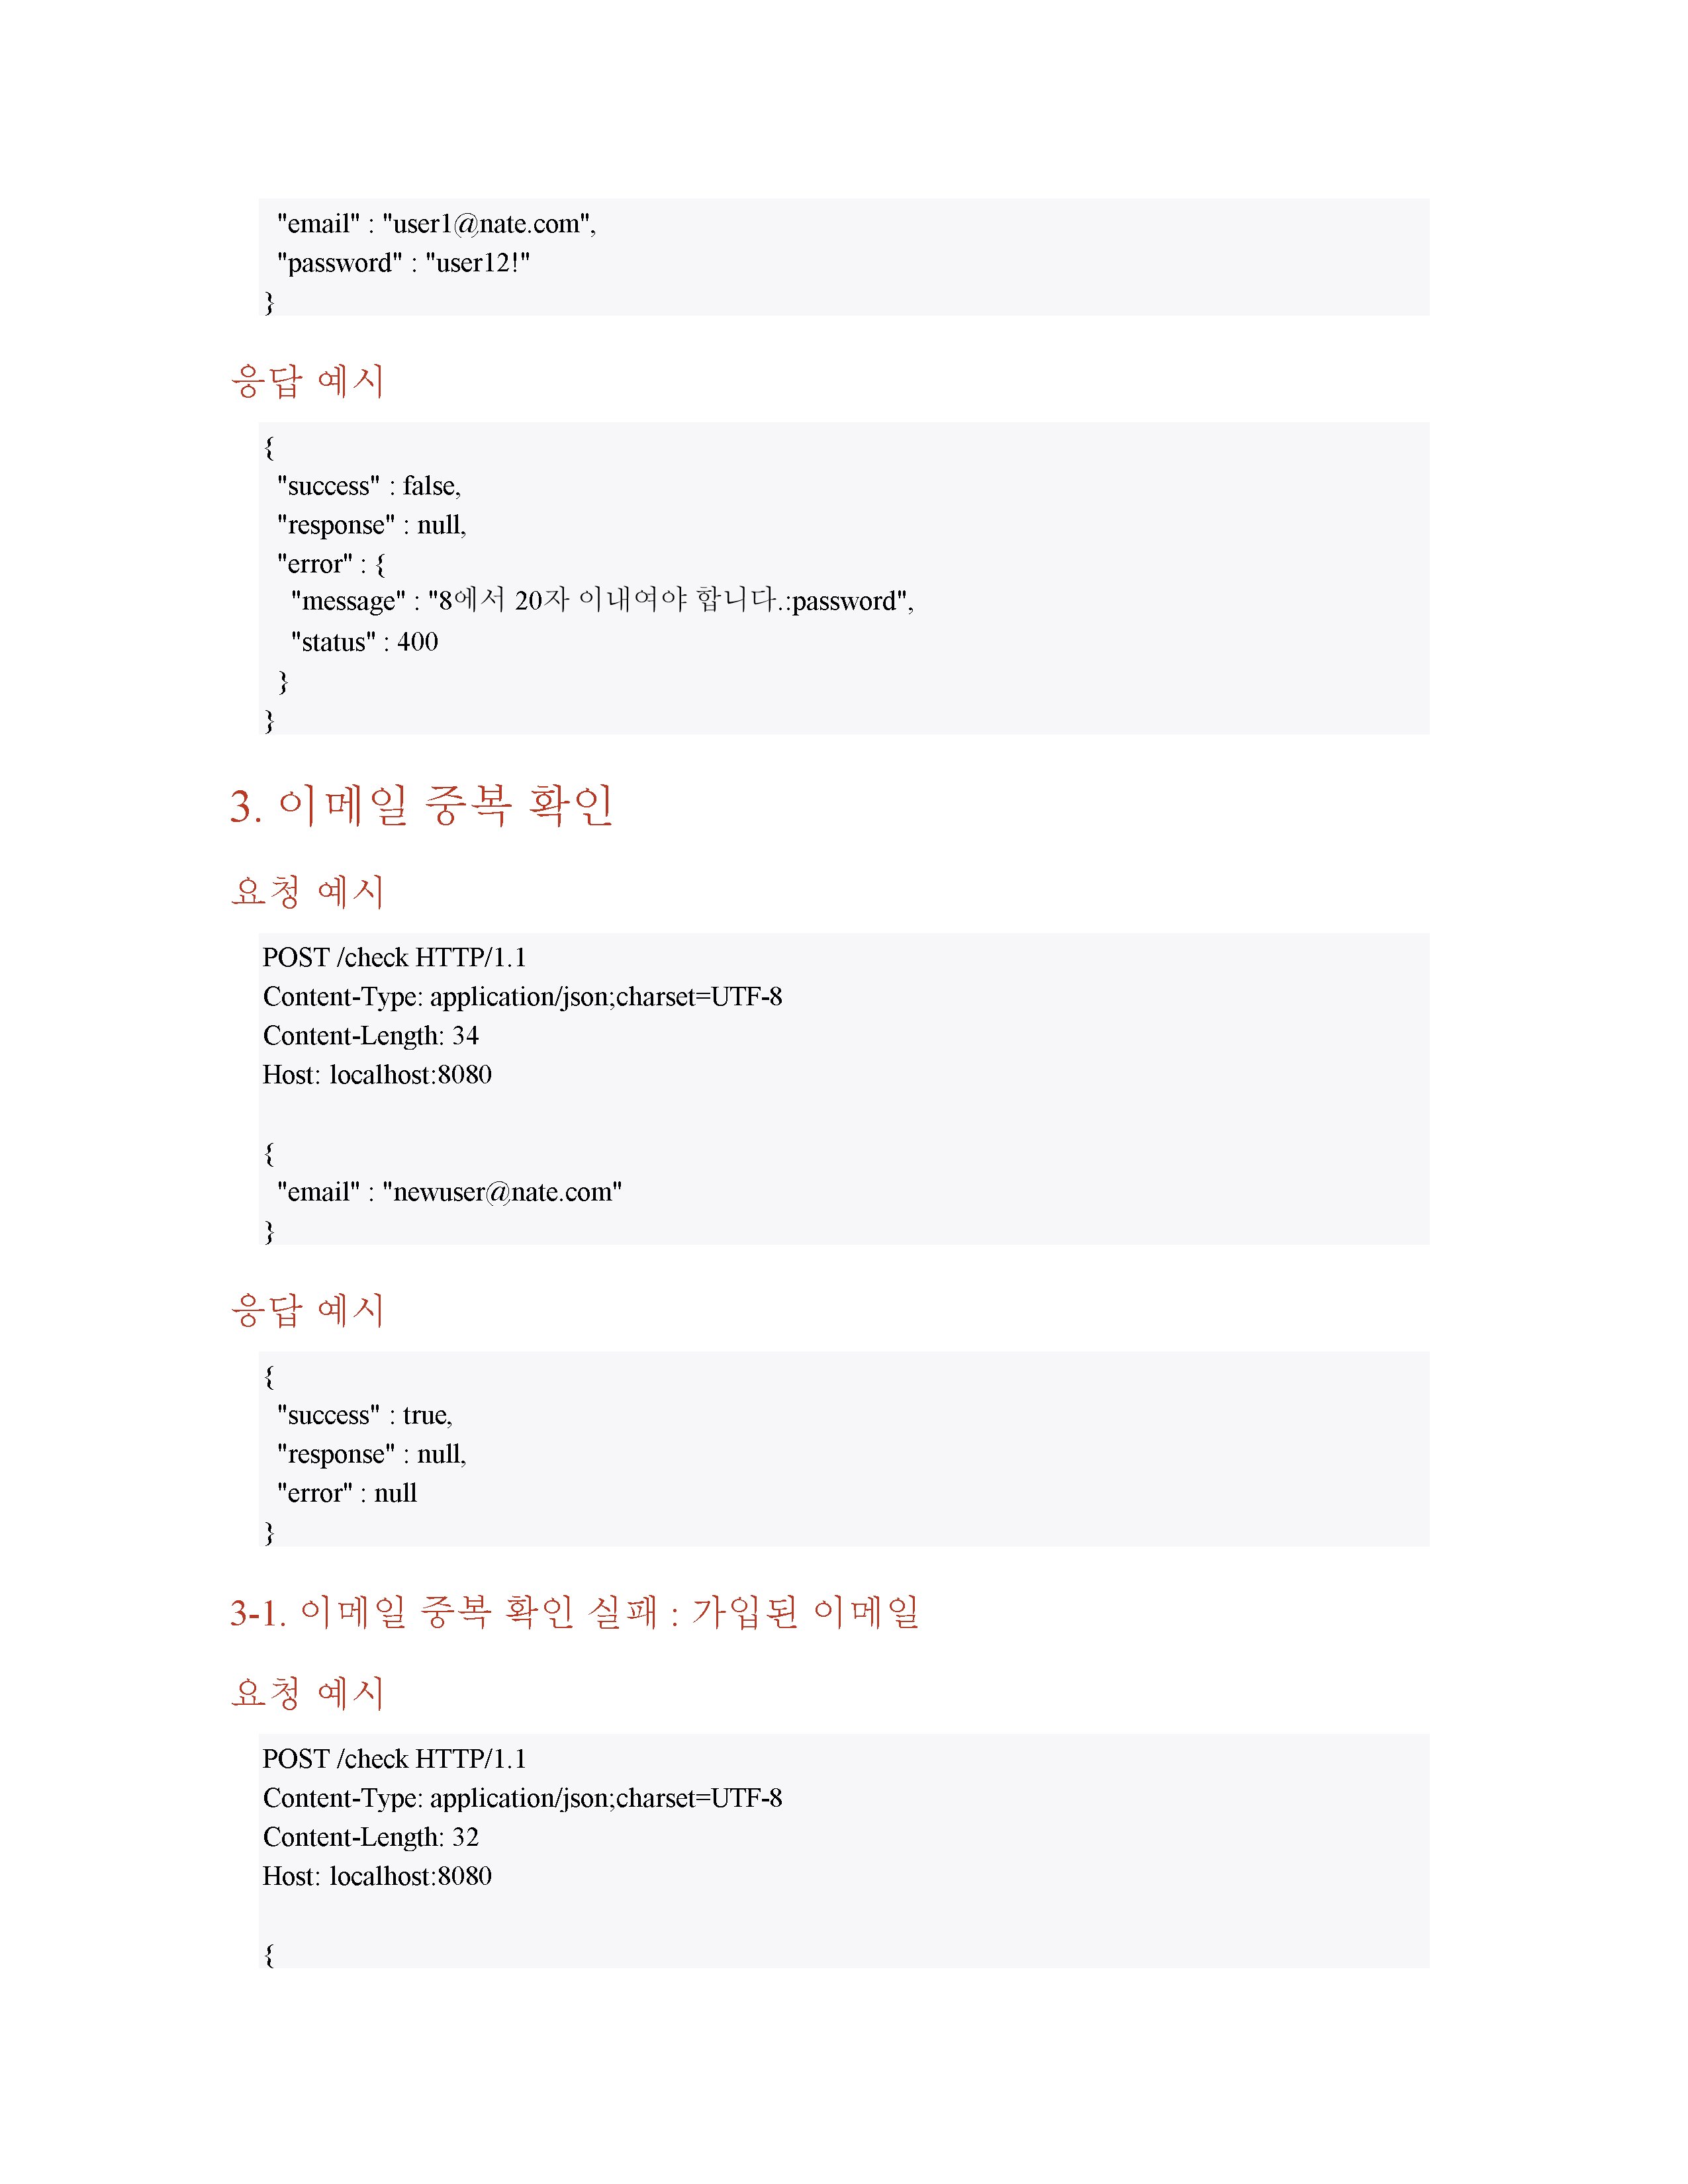 "email" : "user1@nate.com",
"password" : "user12!"
}
응답 예시
{
"success" : false,
"response" : null,
"error" : {
"message" : "8에서 20자 이내여야 합니다.:password",
"status" : 400
}
}
3. 이메일 중복 확인
요청 예시
POST /check HTTP/1.1
Content-Type: application/json;charset=UTF-8
Content-Length: 34
Host: localhost:8080
{
"email" : "newuser@nate.com"
}
응답 예시
{
"success" : true,
"response" : null,
"error" : null
}
3-1. 이메일 중복 확인 실패 : 가입된 이메일
요청 예시
POST /check HTTP/1.1
Content-Type: application/json;charset=UTF-8
Content-Length: 32
Host: localhost:8080
{